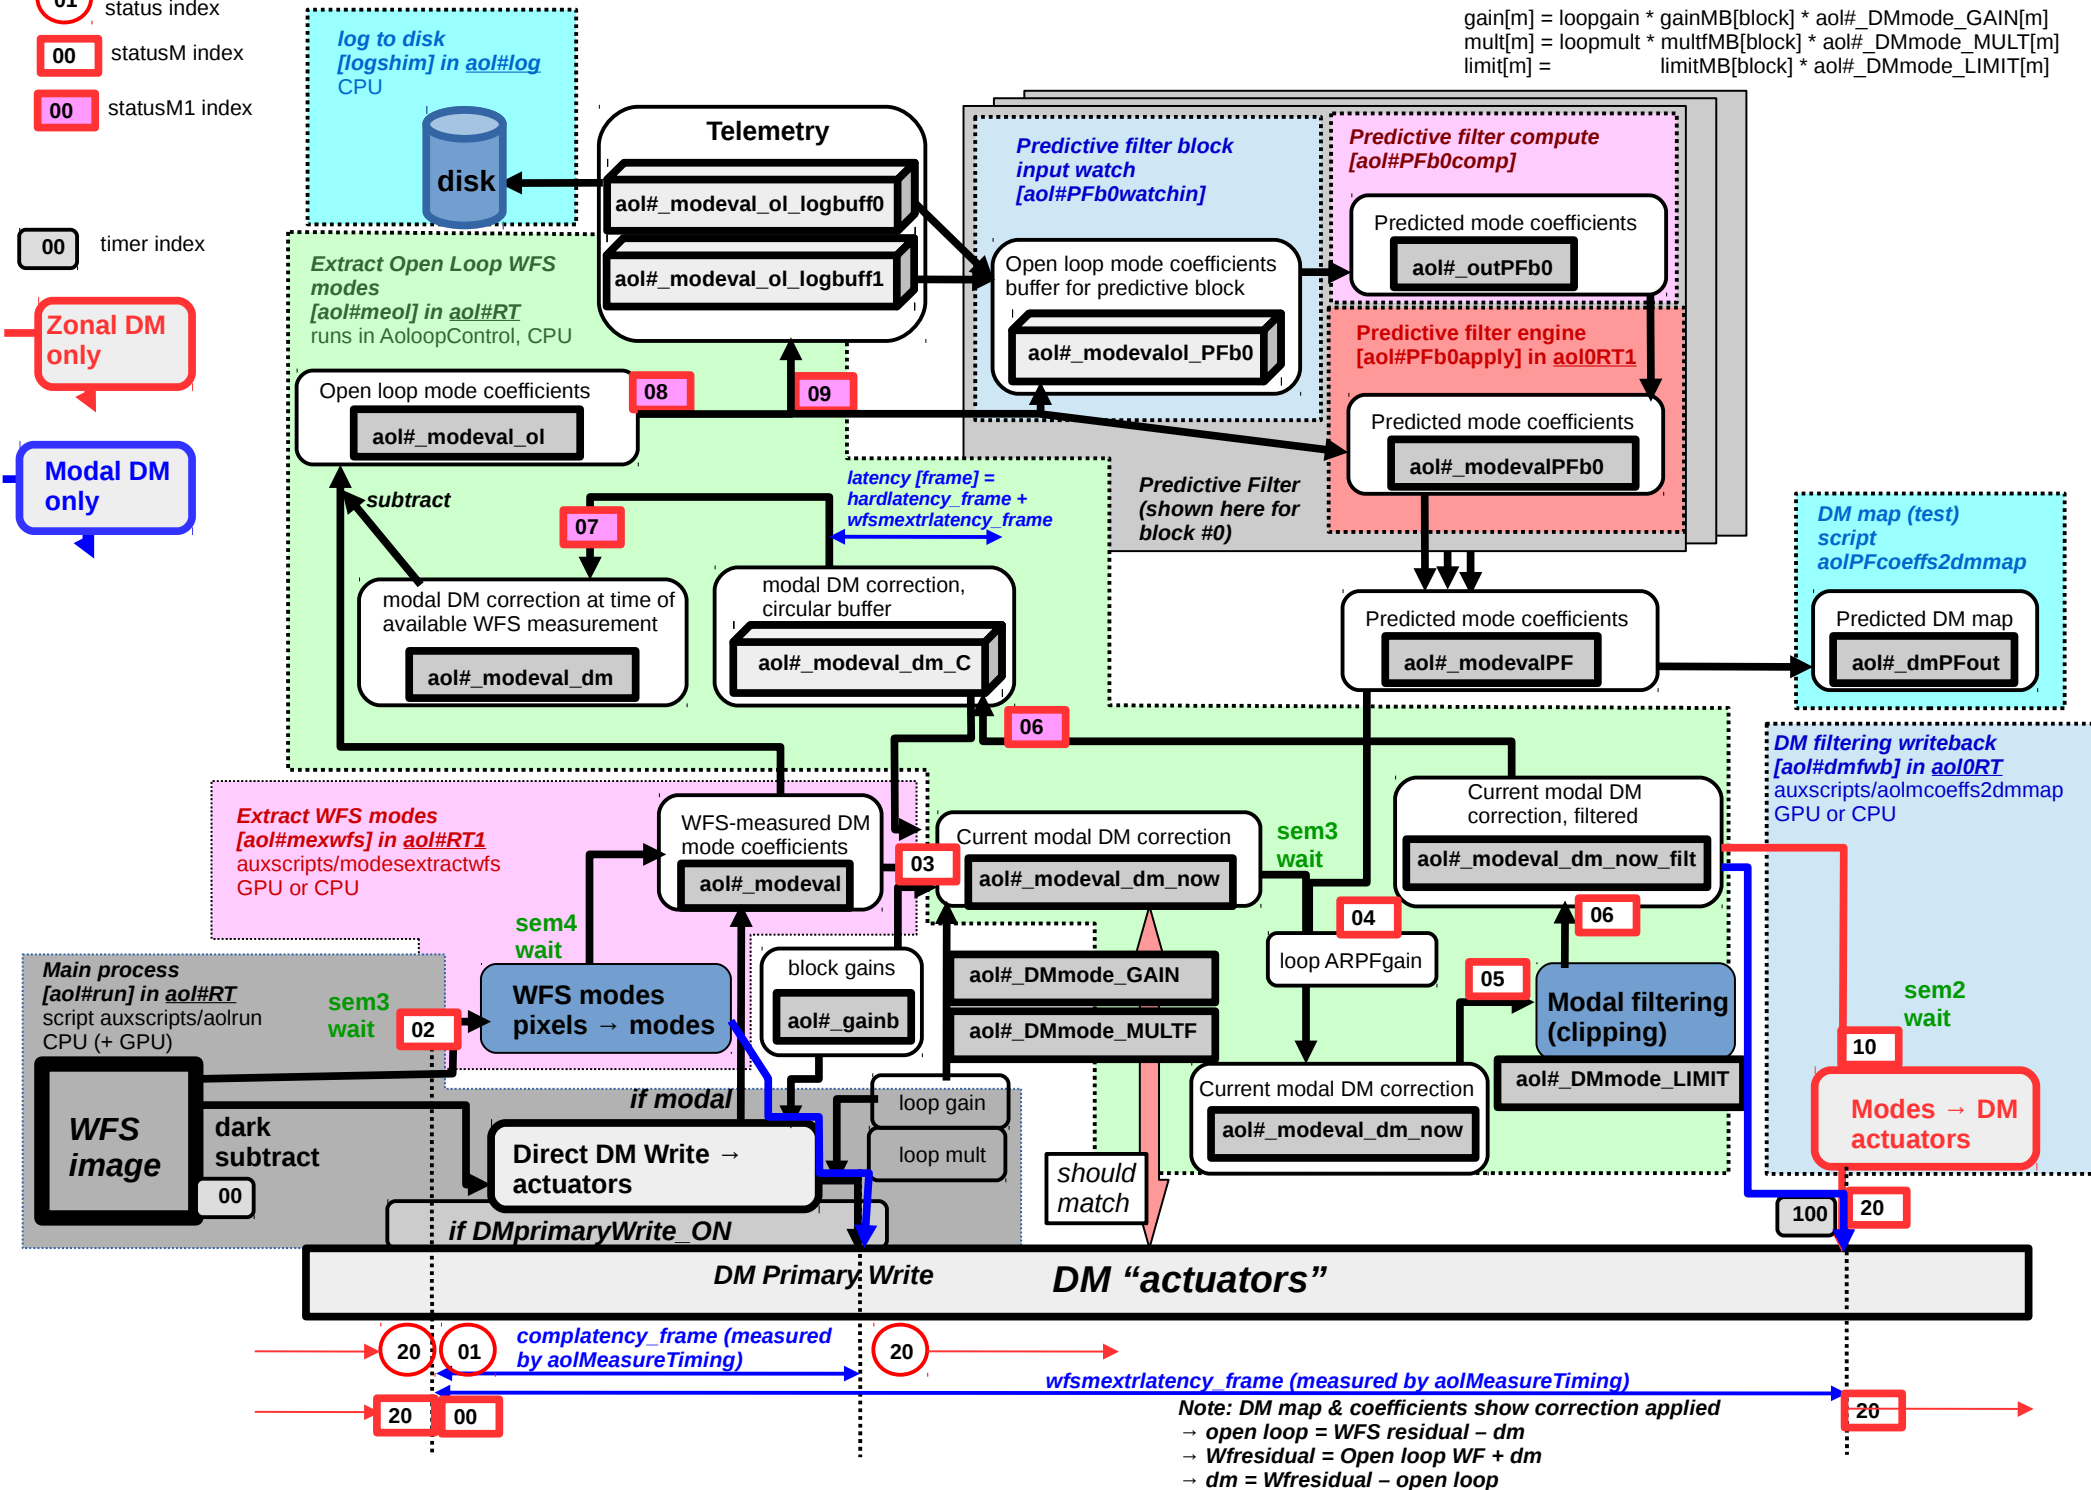 01
status index
00
statusM index
00
statusM1 index
00
timer index
Zonal DM
only
Modal DM
only
gain[m] = loopgain * gainMB[block] * aol#_DMmode_GAIN[m]
mult[m] = loopmult * multfMB[block] * aol#_DMmode_MULT[m]
limit[m] = limitMB[block] * aol#_DMmode_LIMIT[m]
log to disk
[logshim] in aol#log
CPU
disk
Telemetry
aol#_modeval_ol_logbuff0
aol#_modeval_ol_logbuff1
Predictive filter block
input watch
[aol#PFb0watchin]
Open loop mode coefficients
buffer for predictive block
aol#_modevalol_PFb0
Predictive filter compute
[aol#PFb0comp]
Predicted mode coefficients
aol#_outPFb0
Predictive filter engine
[aol#PFb0apply] in aol0RT1
Predicted mode coefficients
aol#_modevalPFb0
Predictive Filter
(shown here for
block #0)
Extract Open Loop WFS
modes
[aol#meol] in aol#RT
runs in AoloopControl, CPU
Open loop mode coefficients
aol#_modeval_ol
08
09
subtract
07
latency [frame] =
hardlatency_frame +
wfsmextrlatency_frame
modal DM correction at time of
available WFS measurement
aol#_modeval_dm
modal DM correction,
circular buffer
aol#_modeval_dm_C
06
Predicted mode coefficients
aol#_modevalPF
DM map (test)
script
aolPFcoeffs2dmmap
Predicted DM map
aol#_dmPFout
DM filtering writeback
[aol#dmfwb] in aol0RT
auxscripts/aolmcoeffs2dmmap
GPU or CPU
Extract WFS modes
[aol#mexwfs] in aol#RT1
auxscripts/modesextractwfs
GPU or CPU
WFS-measured DM
mode coefficients
aol#_modeval
03
Current modal DM correction
aol#_modeval_dm_now
sem3
wait
Current modal DM
correction, filtered
aol#_modeval_dm_now_filt
04
loop ARPFgain
06
05
Modal filtering
(clipping)
aol#_DMmode_LIMIT
sem4
wait
WFS modes
pixels → modes
block gains
aol#_gainb
aol#_DMmode_GAIN
aol#_DMmode_MULTF
Current modal DM correction
aol#_modeval_dm_now
sem2
wait
10
Modes → DM
actuators
Main process
[aol#run] in aol#RT
script auxscripts/aolrun
CPU (+ GPU)
sem3
wait
02
WFS
image
dark
subtract
00
if modal
Direct DM Write →
actuators
loop gain
loop mult
if DMprimaryWrite_ON
should
match
100
20
DM Primary Write
DM “actuators”
20
01
complatency_frame (measured
by aolMeasureTiming)
20
wfsmextrlatency_frame (measured by aolMeasureTiming)
20
00
20
Note: DM map & coefficients show correction applied
→ open loop = WFS residual – dm
→ Wfresidual = Open loop WF + dm
→ dm = Wfresidual – open loop